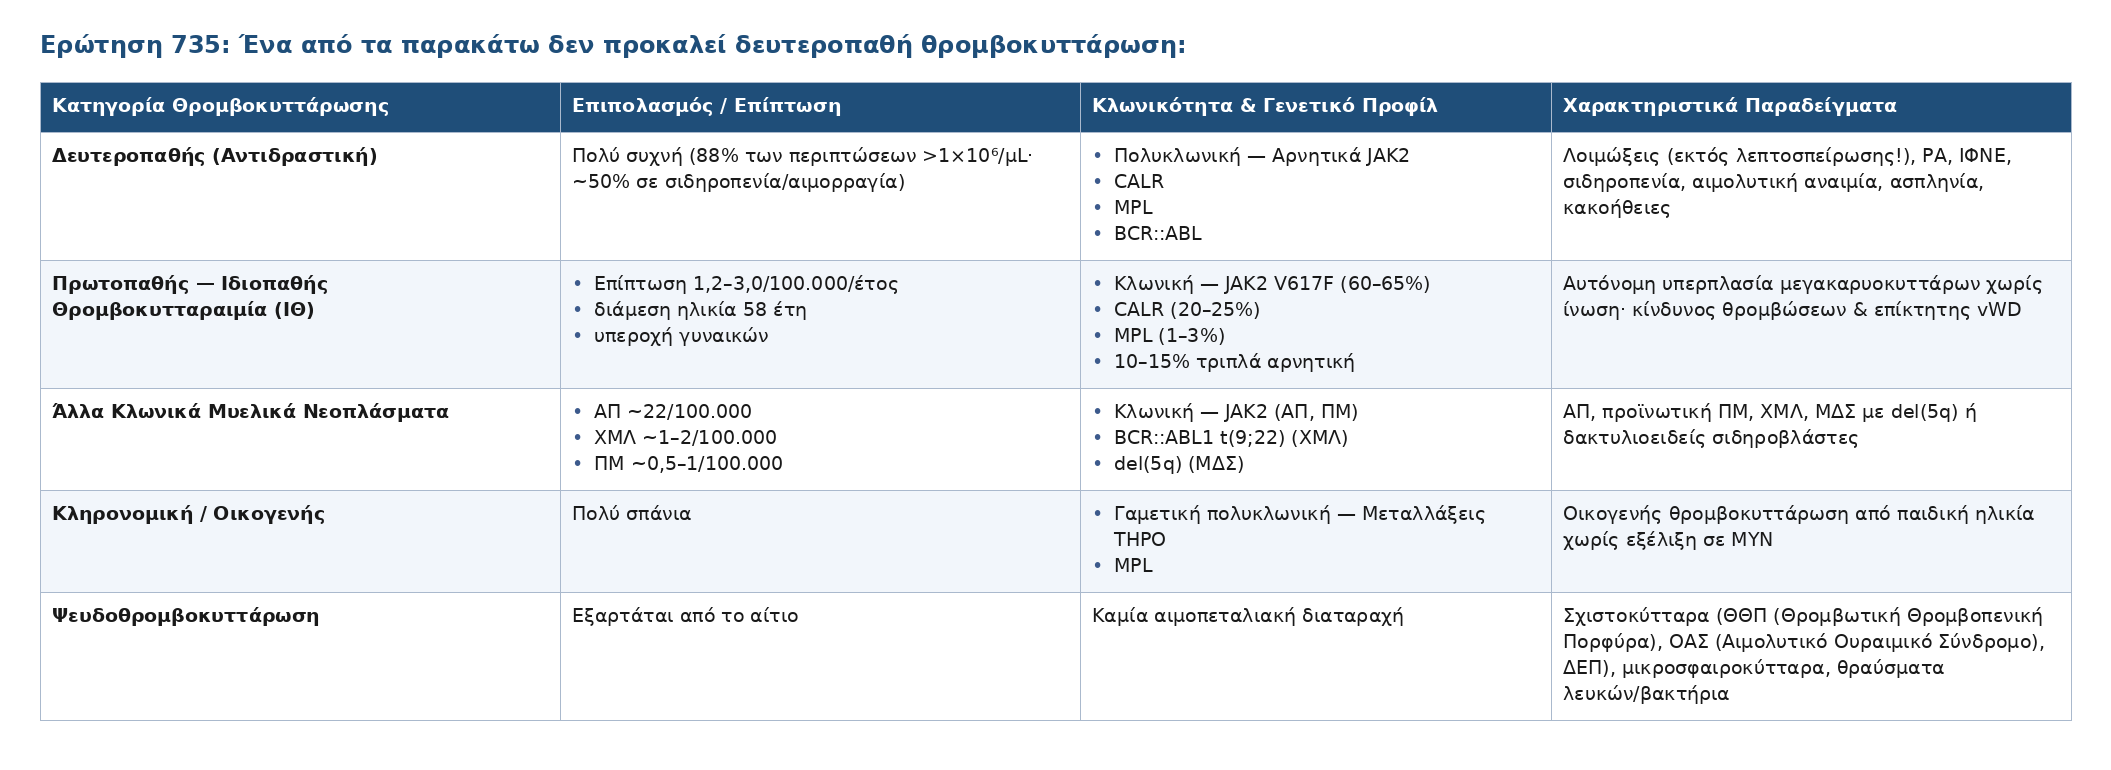 Ερώτηση 735: Ένα από τα παρακάτω δεν προκαλεί δευτεροπαθή θρομβοκυττάρωση:
Κατηγορία Θρομβοκυττάρωσης
Επιπολασμός / Επίπτωση
Κλωνικότητα & Γενετικό Προφίλ
Χαρακτηριστικά Παραδείγματα
Δευτεροπαθής (Αντιδραστική)
Πολύ συχνή (88% των περιπτώσεων >1×10⁶/μL·
~50% σε σιδηροπενία/αιμορραγία)
• Πολυκλωνική — Αρνητικά JAK2
• CALR
• MPL
• BCR::ABL
Λοιμώξεις (εκτός λεπτοσπείρωσης!), ΡΑ, ΙΦΝΕ,
σιδηροπενία, αιμολυτική αναιμία, ασπληνία,
κακοήθειες
Πρωτοπαθής — Ιδιοπαθής
Θρομβοκυτταραιμία (ΙΘ)
• Επίπτωση 1,2–3,0/100.000/έτος
• διάμεση ηλικία 58 έτη
• υπεροχή γυναικών
• Κλωνική — JAK2 V617F (60–65%)
• CALR (20–25%)
• MPL (1–3%)
• 10–15% τριπλά αρνητική
Αυτόνομη υπερπλασία μεγακαρυοκυττάρων χωρίς
ίνωση· κίνδυνος θρομβώσεων & επίκτητης vWD
Άλλα Κλωνικά Μυελικά Νεοπλάσματα
• ΑΠ ~22/100.000
• ΧΜΛ ~1–2/100.000
• ΠΜ ~0,5–1/100.000
• Κλωνική — JAK2 (ΑΠ, ΠΜ)
• BCR::ABL1 t(9;22) (ΧΜΛ)
• del(5q) (ΜΔΣ)
ΑΠ, προϊνωτική ΠΜ, ΧΜΛ, ΜΔΣ με del(5q) ή
δακτυλιοειδείς σιδηροβλάστες
Κληρονομική / Οικογενής
Πολύ σπάνια
• Γαμετική πολυκλωνική — Μεταλλάξεις
THPO
• MPL
Οικογενής θρομβοκυττάρωση από παιδική ηλικία
χωρίς εξέλιξη σε ΜΥΝ
Ψευδοθρομβοκυττάρωση
Εξαρτάται από το αίτιο
Καμία αιμοπεταλιακή διαταραχή
Σχιστοκύτταρα (ΘΘΠ (Θρομβωτική Θρομβοπενική
Πορφύρα), ΟΑΣ (Αιμολυτικό Ουραιμικό Σύνδρομο),
ΔΕΠ), μικροσφαιροκύτταρα, θραύσματα
λευκών/βακτήρια